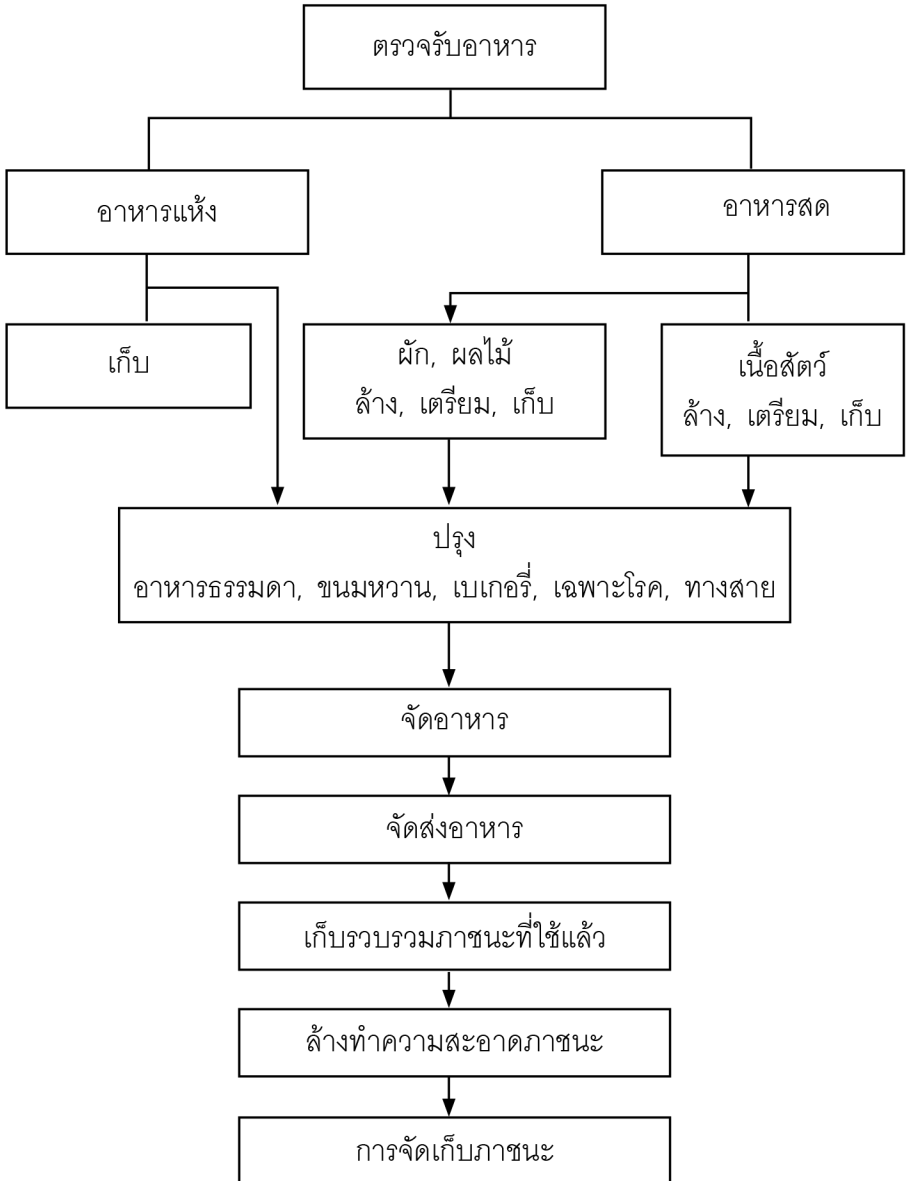 ตรวจรับอาหาร
อาหารแห้ง
อาหารสด
เก็บ
ผัก, ผลไม้
ล้าง, เตรียม, เก็บ
เนื้อสัตว์
ล้าง, เตรียม, เก็บ
ปรุง
อาหารธรรมดา, ขนมหวาน, เบเกอรี่, เฉพาะโรค, ทางสาย
จัดอาหาร
จัดส่งอาหาร
เก็บรวบรวมภาชนะที่ใช้แล้ว
ล้างทำความสะอาดภาชนะ
การจัดเก็บภาชนะ